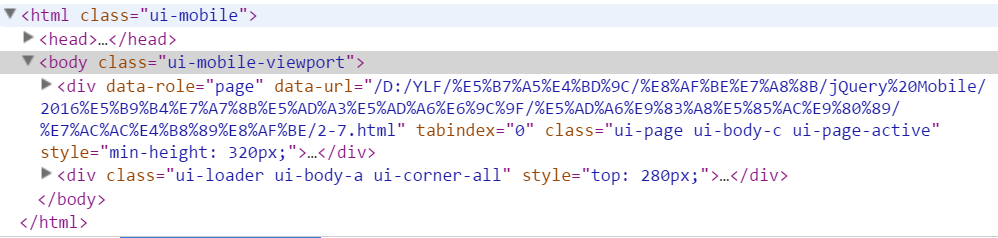 ▼<html class="ui-mobile">
▶<head>…</head>
▼<body class="ui-mobile-viewport">
▶<div data-role="page" data-url="/D:/YLF/%E5%B7%A5%E4%BD%9C/%E8%AF%BE%E7%A8%8B/jQuery%20Mobile/
2016%E5%B9%B4%E7%A7%8B%E5%AD%A3%E5%AD%A6%E6%9C%9F/%E5%AD%A6%E9%83%A8%E5%85%AC%E9%80%89/
%E7%AC%AC%E4%B8%89%E8%AF%BE/2-7.html" tabindex="0" class="ui-page ui-body-c ui-page-active"
style="min-height: 320px;">…</div>
▶<div class="ui-loader ui-body-a ui-corner-all" style="top: 280px;">…</div>
</body>
</html>